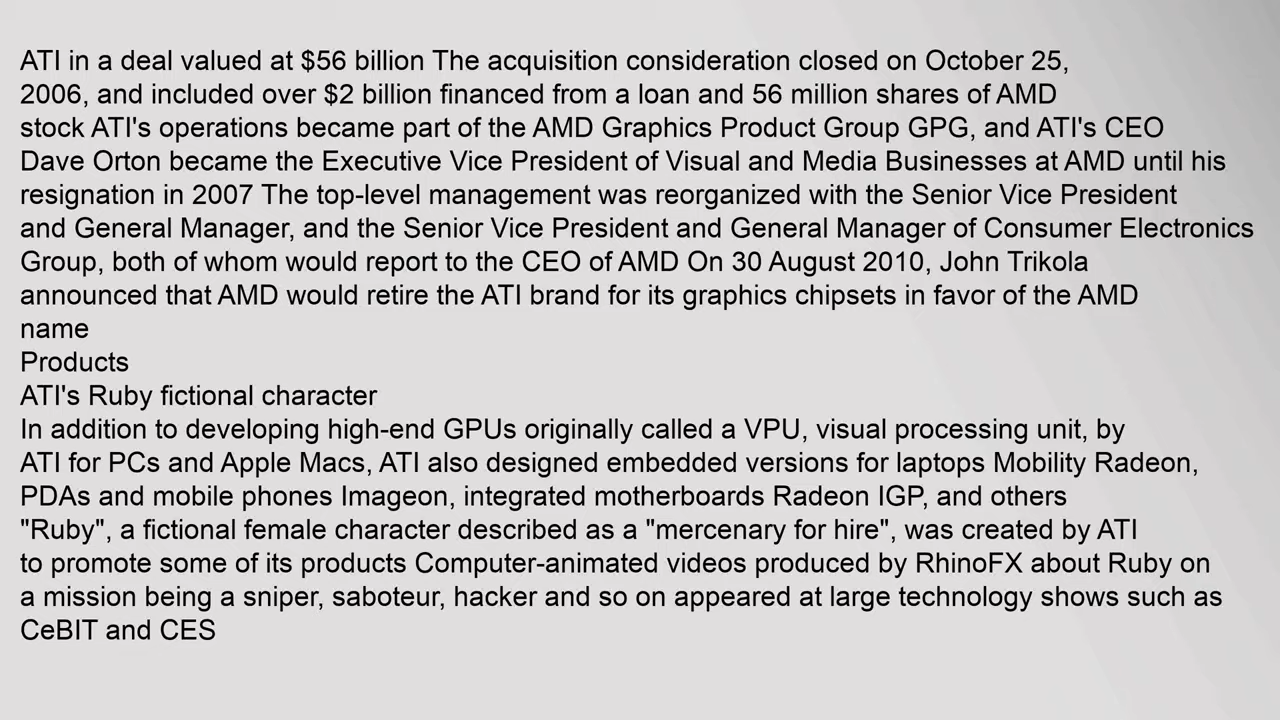 ATI in a deal valued at $56 billion The acquisition consideration closed on October 25,
2006, and included over $2 billion financed from a loan and 56 million shares of AMD
stock ATI's operations became part of the AMD Graphics Product Group GPG, and ATI's CEO
Dave Orton became the Executive Vice President of Visual and Media Businesses at AMD until his
resignation in 2007 The top-level management was reorganized with the Senior Vice President
and General Manager, and the Senior Vice President and General Manager of Consumer Electronics
Group, both of whom would report to the CEO of AMD On 30 August 2010, John Trikola
announced that AMD would retire the ATI brand for its graphics chipsets in favor of the AMD
name
Products
ATI's Ruby fictional character
In addition to developing high-end GPUs originally called a VPU, visual processing unit, by
ATI for PCs and Apple Macs, ATI also designed embedded versions for laptops Mobility Radeon,
PDAs and mobile phones Imageon, integrated motherboards Radeon IGP, and others
"Ruby", a fictional female character described as a "mercenary for hire", was created by ATI
to promote some of its products Computer-animated videos produced by RhinoFX about Ruby on
a mission being a sniper, saboteur, hacker and so on appeared at large technology shows such as
CeBIT and CES